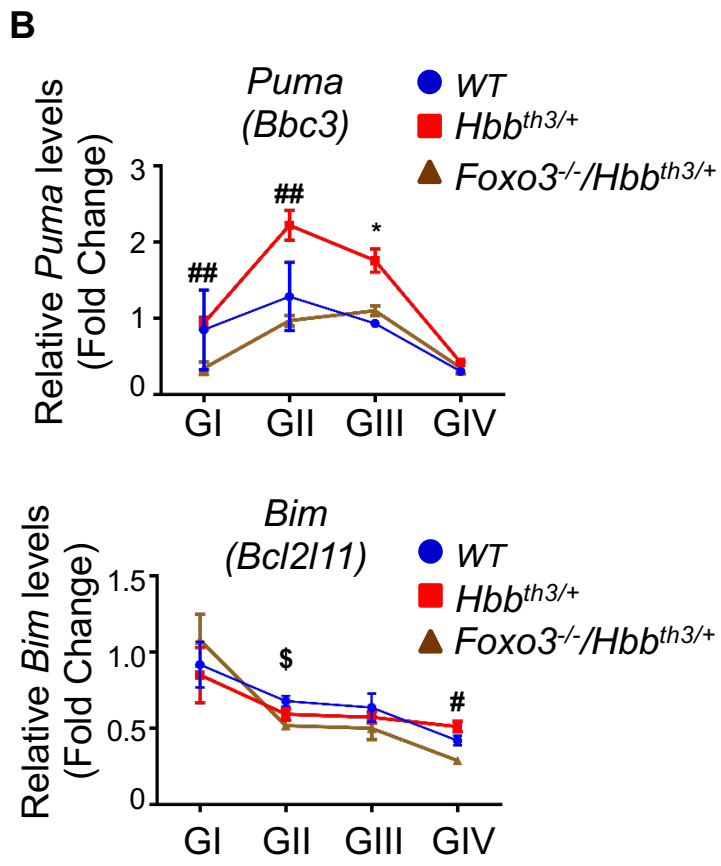 B
Puma
(Bbc3)
WT
Hbbth3/+
Foxo3-/-/Hbbth3/+
Relative Puma levels
(Fold Change)
3
2
1
0
##
##
*
GI GII GIII GIV
Bim
(Bcl2l11)
WT
Hbbth3/+
Foxo3-/-/Hbbth3/+
Relative Bim levels
(Fold Change)
1.5
1.0
0.5
0
$
#
GI GII GIII GIV